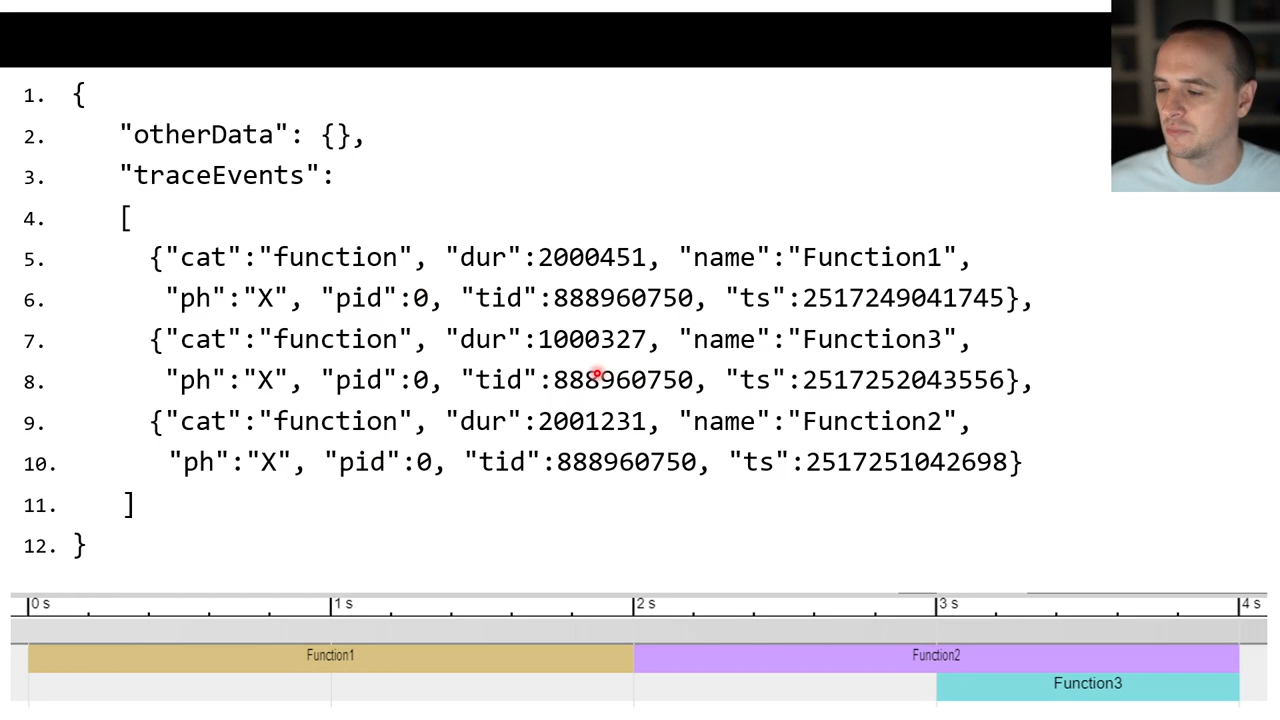 1. {
2. "otherData": {},
3. "traceEvents":
4. [
5. {"cat":"function", "dur":2000451, "name":"Function1",
6. "ph":"X", "pid":0, "tid":888960750, "ts":2517249041745},
7. {"cat":"function", "dur":1000327, "name":"Function3",
8. "ph":"X", "pid":0, "tid":888960750, "ts":2517252043556},
9. {"cat":"function", "dur":2001231, "name":"Function2",
10. "ph":"X", "pid":0, "tid":888960750, "ts":2517251042698}
11. ]
12. }
0 s 1 s 2 s 3 s 4 s
Function1 Function2
Function3